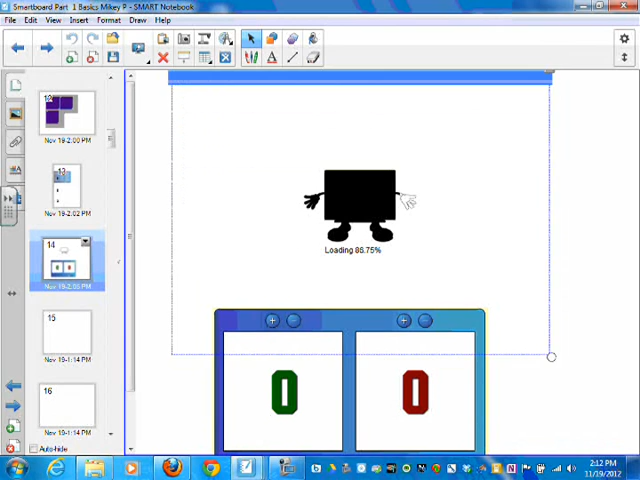 Smartboard Part 1 Basics Mikey P - SMART Notebook
File Edit View Insert Format Draw Help
12
Nov 19-2:00 PM
13
Nov 19-2:02 PM
14
Nov 19-2:05 PM
15
Nov 19-1:14 PM
16
Nov 19-1:14 PM
Auto-hide
Loading 86.75%
0 0
2:12 PM
11/19/2012